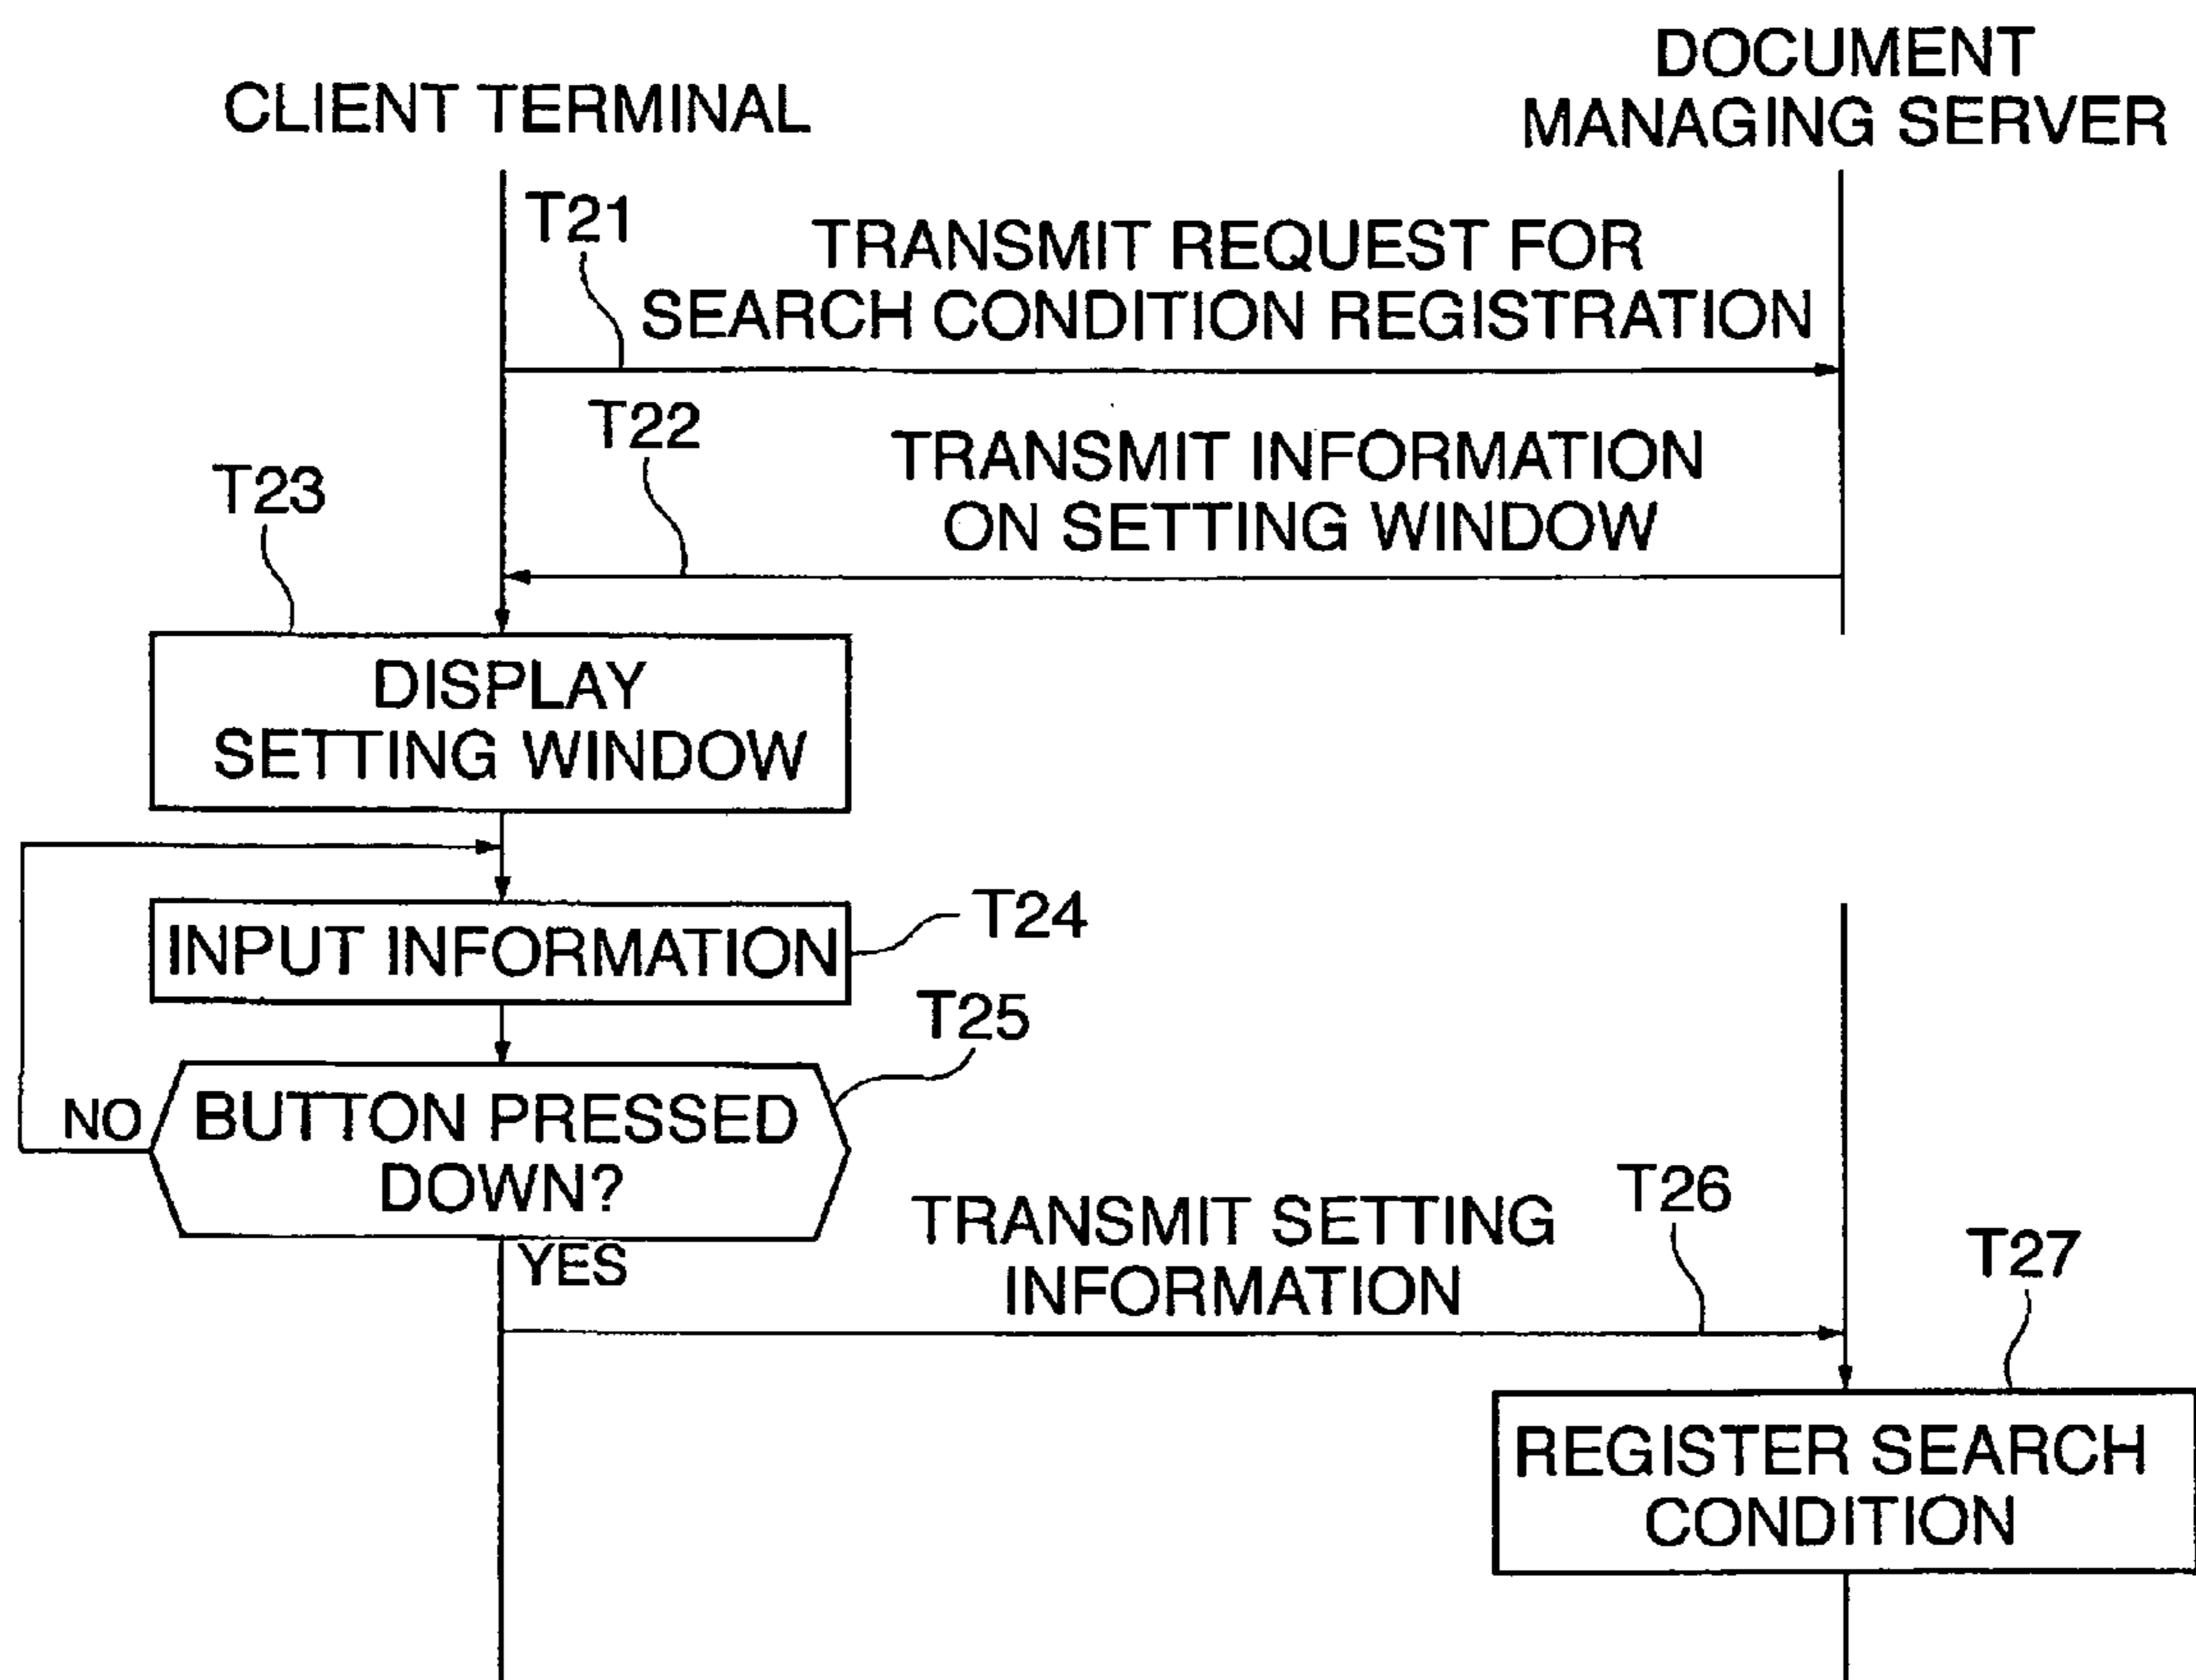 CLIENT TERMINAL
DOCUMENT
MANAGING SERVER
T21
TRANSMIT REQUEST FOR
SEARCH CONDITION REGISTRATION
T22
TRANSMIT INFORMATION
ON SETTING WINDOW
T23
DISPLAY
SETTING WINDOW
INPUT INFORMATION
T24
T25
NO
BUTTON PRESSED
DOWN?
YES
TRANSMIT SETTING
INFORMATION
T26
T27
REGISTER SEARCH
CONDITION